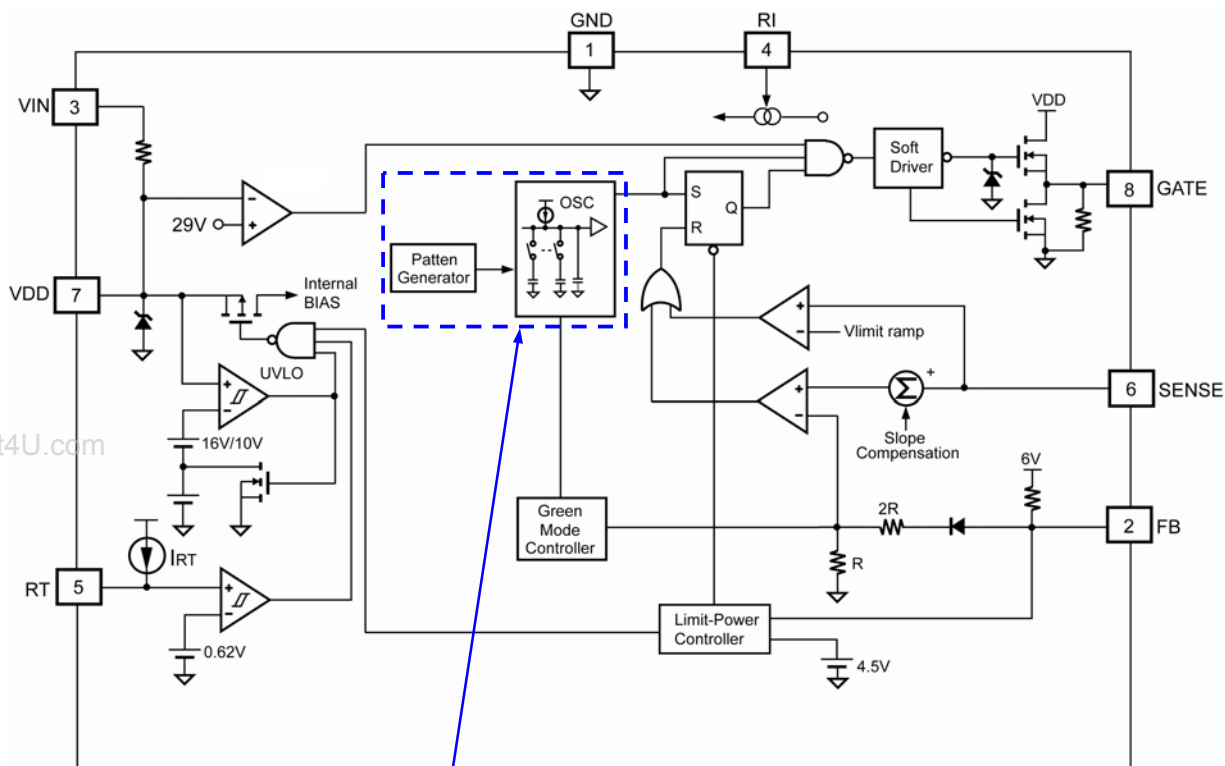 GND
RI
1
4
VIN
3
VDD
Soft
Driver
OSC
S
Q
R
8
GATE
29V
Patten
Generator
VDD
7
Internal
BIAS
Vlimit ramp
UVLO
+
Σ
6
SENSE
Slope
Compensation
t4U.com
16V/10V
6V
Green
Mode
Controller
2R
2
FB
IRT
R
RT
5
Limit-Power
Controller
0.62V
4.5V